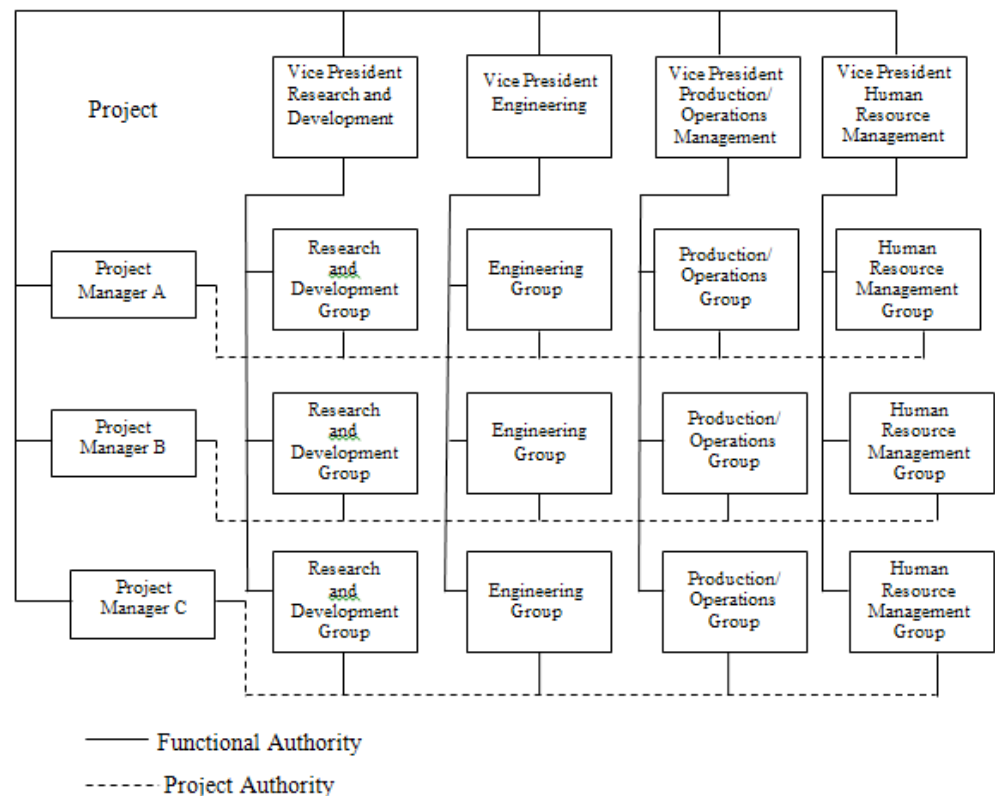 Project
Vice President
Research and
Development
Vice President
Engineering
Vice President
Production/
Operations
Management
Vice President
Human
Resource
Management
Project
Manager A
Research
and
Development
Group
Engineering
Group
Production/
Operations
Group
Human
Resource
Management
Group
Project
Manager B
Research
and
Development
Group
Engineering
Group
Production/
Operations
Group
Human
Resource
Management
Group
Project
Manager C
Research
and
Development
Group
Engineering
Group
Production/
Operations
Group
Human
Resource
Management
Group
Functional Authority
Project Authority